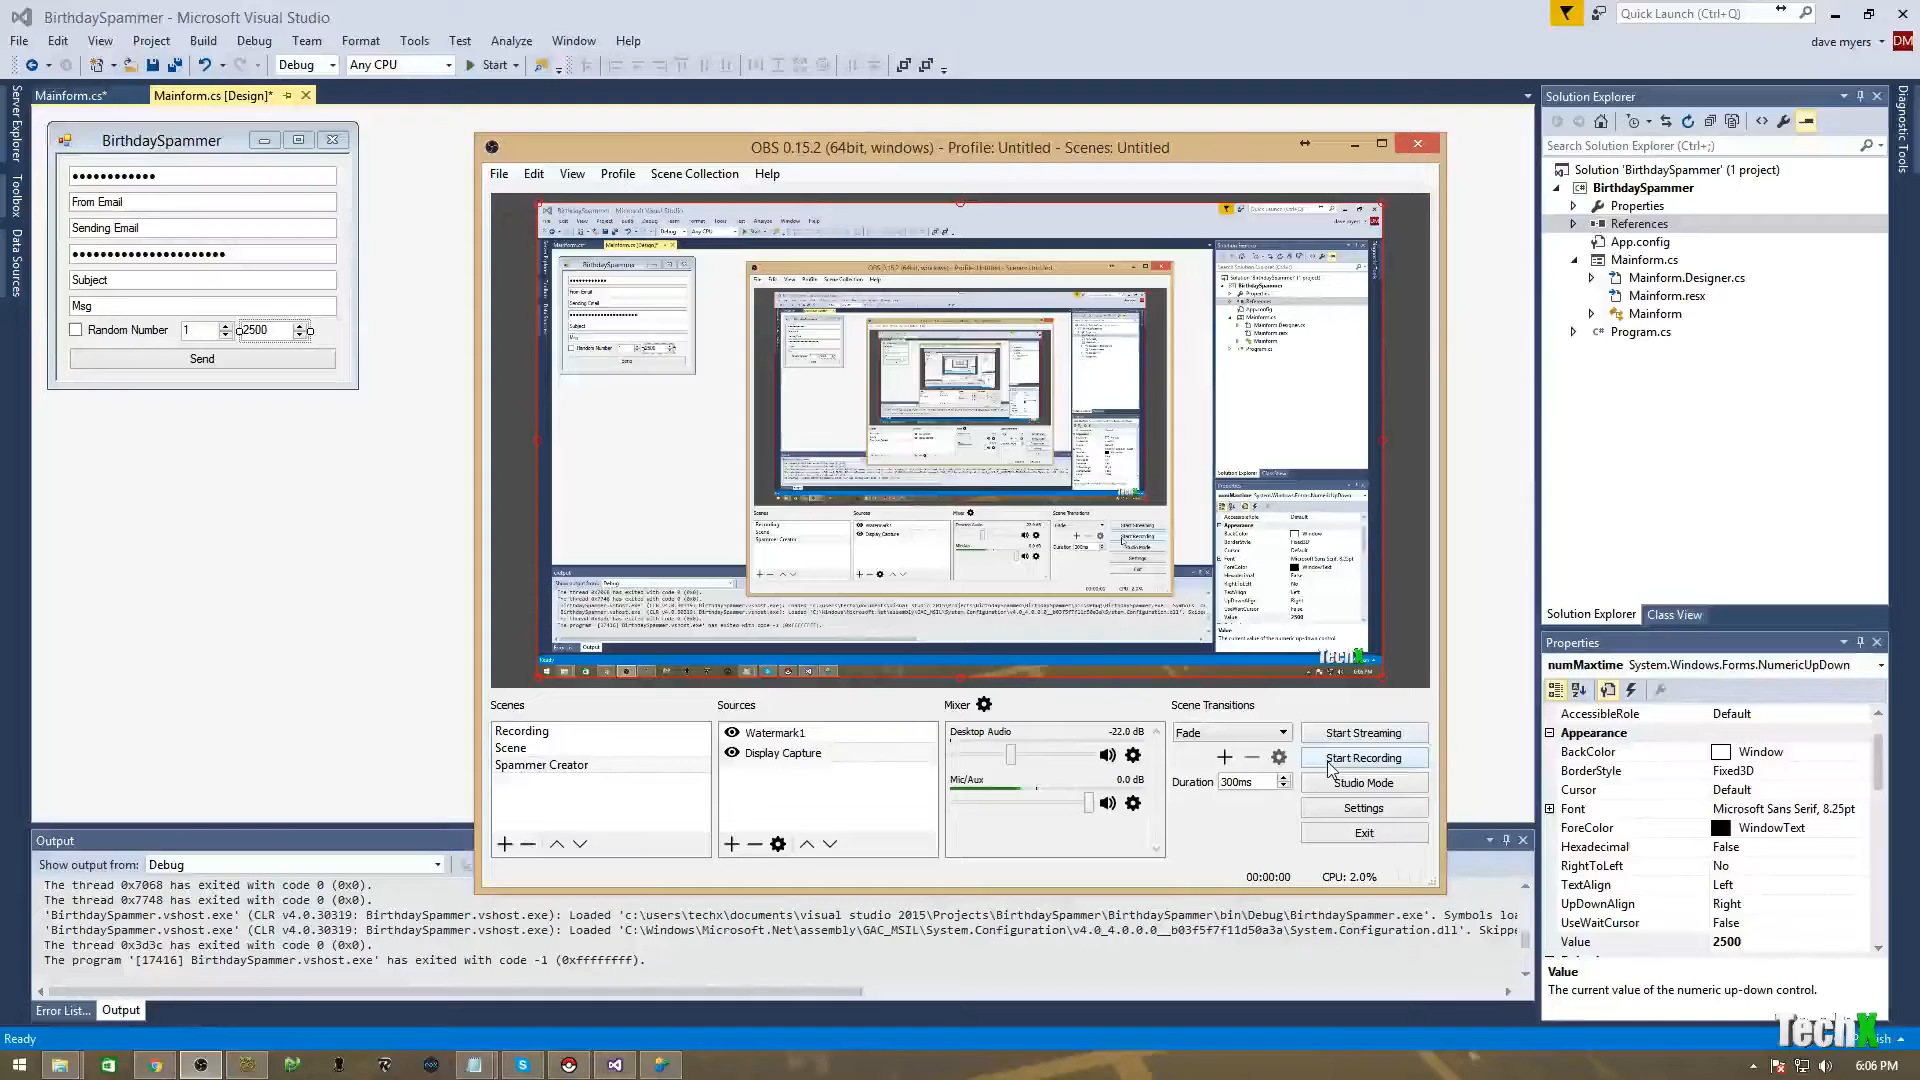 BirthdaySpammer - Microsoft Visual Studio
Quick Launch (Ctrl+Q)
File Edit View Project Build Debug Team Format Tools Test Analyze Window Help
dave myers DM
Debug Any CPU Start
Mainform.cs* Mainform.cs [Design]*
Server Explorer
Toolbox
Data Sources
Diagnostic Tools
BirthdaySpammer
••••••••••••
From Email
Sending Email
••••••••••••••••••••••
Subject
Msg
Random Number 1 2500
Send
OBS 0.15.2 (64bit, windows) - Profile: Untitled - Scenes: Untitled
File Edit View Profile Scene Collection Help
Scenes
Recording
Scene
Spammer Creator
Sources
Watermark1
Display Capture
Mixer
Desktop Audio -22.0 dB
Mic/Aux 0.0 dB
Scene Transitions
Fade
Duration 300ms
Start Streaming
Start Recording
Studio Mode
Settings
Exit
00:00:00 CPU: 2.0%
Solution Explorer
Search Solution Explorer (Ctrl+;)
Solution 'BirthdaySpammer' (1 project)
BirthdaySpammer
Properties
References
App.config
Mainform.cs
Mainform.Designer.cs
Mainform.resx
Mainform
Program.cs
Solution Explorer Class View
Properties
numMaxtime System.Windows.Forms.NumericUpDown
AccessibleRole Default
Appearance
BackColor Window
BorderStyle Fixed3D
Cursor Default
Font Microsoft Sans Serif, 8.25pt
ForeColor WindowText
Hexadecimal False
RightToLeft No
TextAlign Left
UpDownAlign Right
UseWaitCursor False
Value 2500
Value
The current value of the numeric up-down control.
Output
Show output from: Debug
The thread 0x7068 has exited with code 0 (0x0).
The thread 0x7748 has exited with code 0 (0x0).
'BirthdaySpammer.vshost.exe' (CLR v4.0.30319: BirthdaySpammer.vshost.exe): Loaded 'c:\users\techx\documents\visual studio 2015\Projects\BirthdaySpammer\BirthdaySpammer\bin\Debug\BirthdaySpammer.exe'. Symbols loa
'BirthdaySpammer.vshost.exe' (CLR v4.0.30319: BirthdaySpammer.vshost.exe): Loaded 'C:\Windows\Microsoft.Net\assembly\GAC_MSIL\System.Configuration\v4.0_4.0.0.0__b03f5f7f11d50a3a\System.Configuration.dll'. Skippe
The thread 0x3d3c has exited with code 0 (0x0).
The program '[17416] BirthdaySpammer.vshost.exe' has exited with code -1 (0xffffffff).
Error List... Output
Ready
TechX
6:06 PM